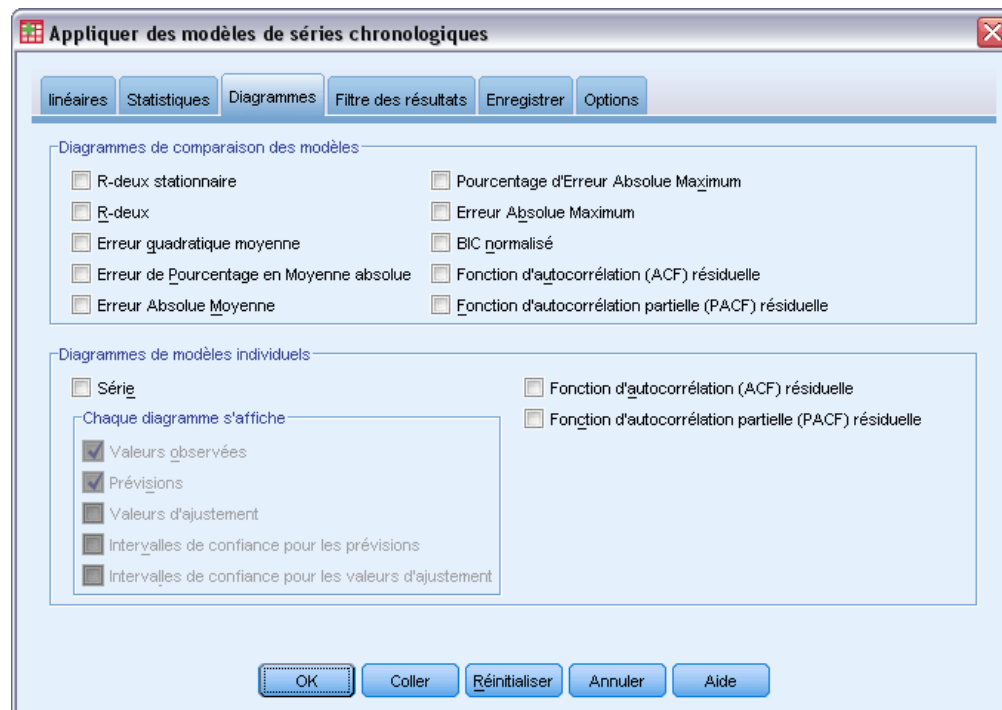 Appliquer des modèles de séries chronologiques
linéaires Statistiques Diagrammes Filtre des résultats Enregistrer Options
Diagrammes de comparaison des modèles
R-deux stationnaire
R-deux
Erreur quadratique moyenne
Erreur de Pourcentage en Moyenne absolue
Erreur Absolue Moyenne
Pourcentage d'Erreur Absolue Maximum
Erreur Absolue Maximum
BIC normalisé
Fonction d'autocorrélation (ACF) résiduelle
Fonction d'autocorrélation partielle (PACF) résiduelle
Diagrammes de modèles individuels
Série
Chaque diagramme s'affiche
Valeurs observées
Prévisions
Valeurs d'ajustement
Intervalles de confiance pour les prévisions
Intervalles de confiance pour les valeurs d'ajustement
Fonction d'autocorrélation (ACF) résiduelle
Fonction d'autocorrélation partielle (PACF) résiduelle
OK Coller Réinitialiser Annuler Aide